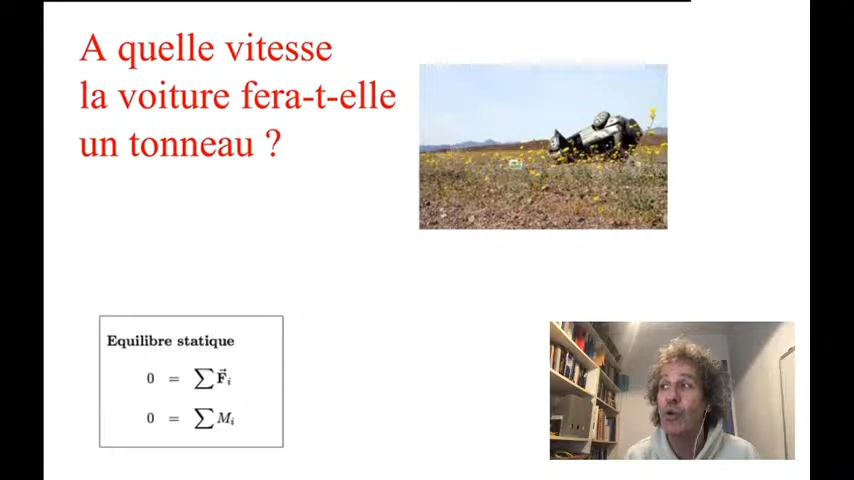 A quelle vitesse
la voiture fera-t-elle
un tonneau ?
Equilibre statique
0 = ∑ F⃗ᵢ
0 = ∑ Mᵢ